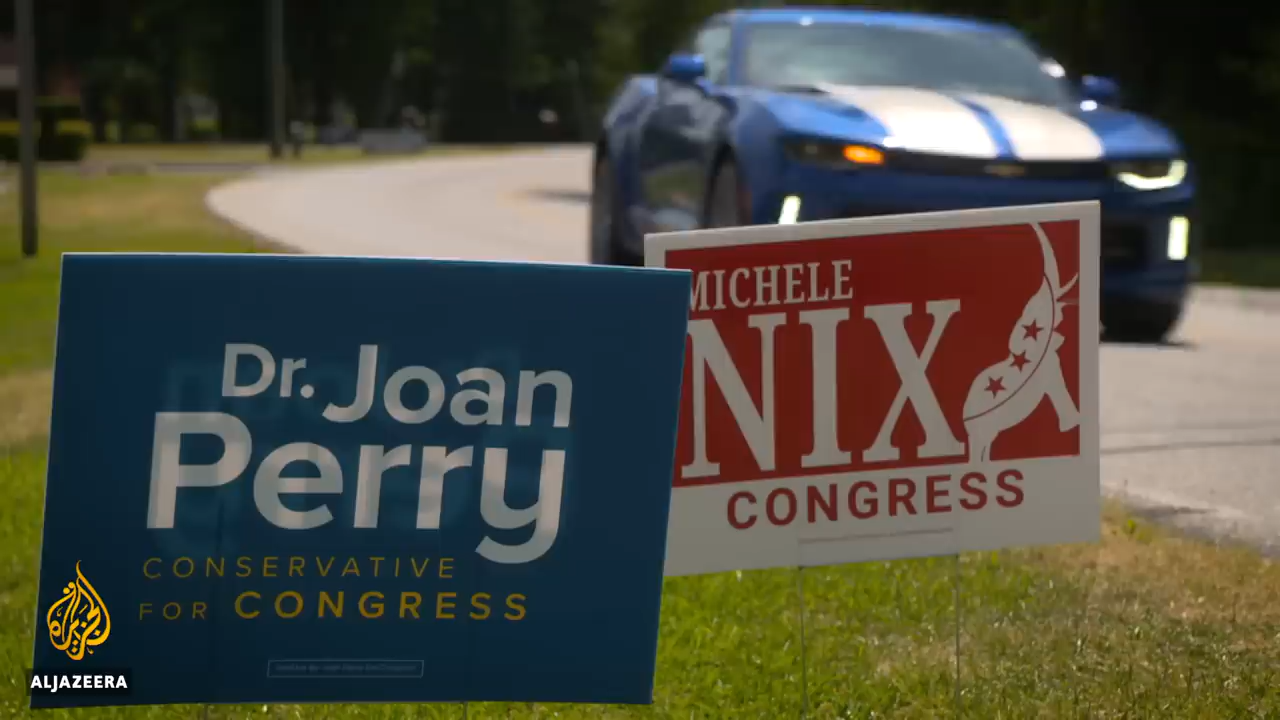 Dr. Joan
Perry
CONSERVATIVE
FOR CONGRESS
MICHELE
NIX
CONGRESS
ALJAZEERA